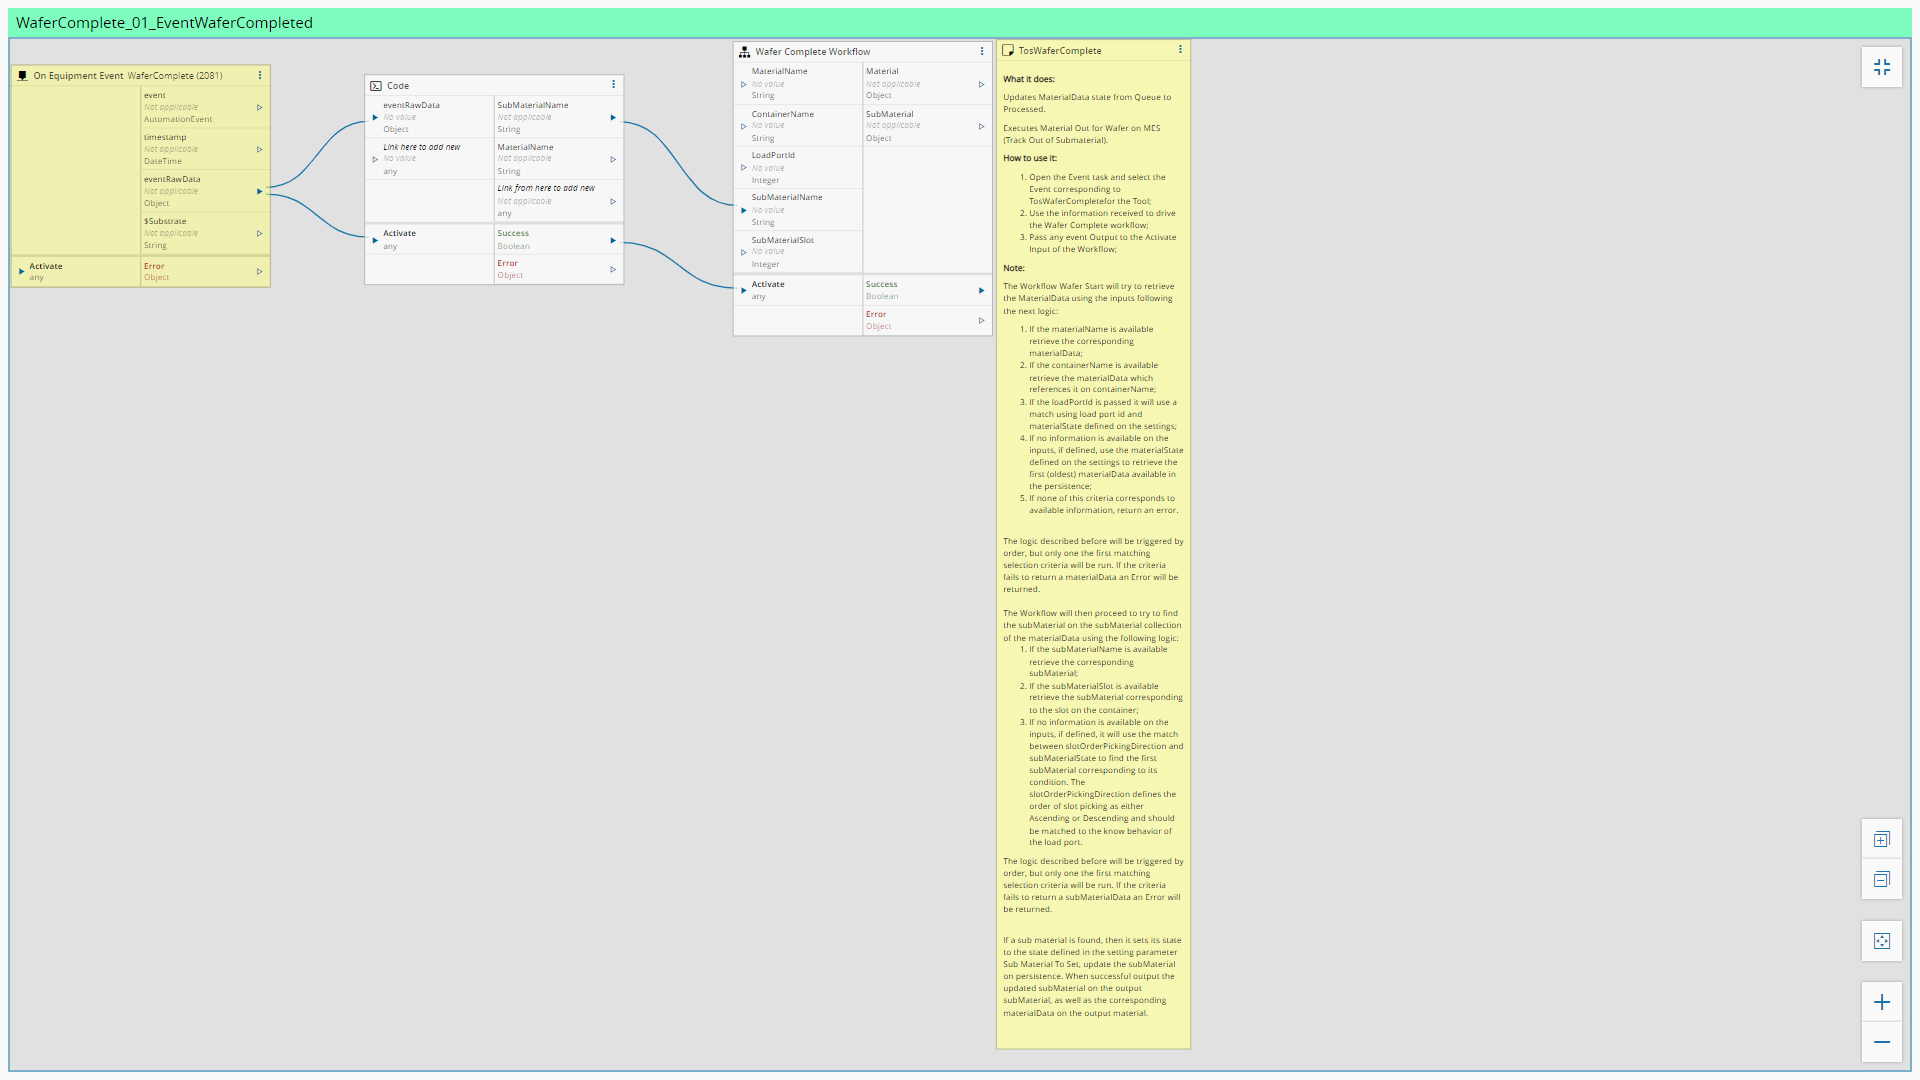 WaferComplete_01_EventWaferCompleted
On Equipment Event WaferComplete (2081)
event
Not applicable
AutomationEvent
timestamp
Not applicable
DateTime
eventRawData
Not applicable
Object
$Substrate
Not applicable
String
Activate
any
Error
Object
Code
eventRawData
No value
Object
Link here to add new
No value
any
SubMaterialName
Not applicable
String
MaterialName
Not applicable
String
Link from here to add new
Not applicable
any
Activate
any
Success
Boolean
Error
Object
Wafer Complete Workflow
MaterialName
No value
String
ContainerName
No value
String
LoadPortId
No value
Integer
SubMaterialName
No value
String
SubMaterialSlot
No value
Integer
Material
Not applicable
Object
SubMaterial
Not applicable
Object
Activate
any
Success
Boolean
Error
Object
TosWaferComplete
What it does:
Updates MaterialData state from Queue to
Processed.
Executes Material Out for Wafer on MES
(Track Out of Submaterial).
How to use it:
1. Open the Event task and select the
Event corresponding to
TosWaferCompletefor the Tool;
2. Use the information received to drive
the Wafer Complete workflow;
3. Pass any event Output to the Activate
Input of the Workflow;
Note:
The Workflow Wafer Start will try to retrieve
the MaterialData using the inputs following
the next logic:
1. If the materialName is available
retrieve the corresponding
materialData;
2. If the containerName is available
retrieve the materialData which
references it on containerName;
3. If the loadPortId is passed it will use a
match using load port id and
materialState defined on the settings;
4. If no information is available on the
inputs, if defined, use the materialState
defined on the settings to retrieve the
first (oldest) materialData available in
the persistence;
5. If none of this criteria corresponds to
available information, return an error.
The logic described before will be triggered by
order, but only one the first matching
selection criteria will be run. If the criteria
fails to return a materialData an Error will be
returned.
The Workflow will then proceed to try to find
the subMaterial on the subMaterial collection
of the materialData using the following logic:
1. If the subMaterialName is available
retrieve the corresponding
subMaterial;
2. If the subMaterialSlot is available
retrieve the subMaterial corresponding
to the slot on the container;
3. If no information is available on the
inputs, if defined, it will use the match
between slotOrderPickingDirection and
subMaterialState to find the first
subMaterial corresponding to its
condition. The
slotOrderPickingDirection defines the
order of slot picking as either
Ascending or Descending and should
be matched to the know behavior of
the load port.
The logic described before will be triggered by
order, but only one the first matching
selection criteria will be run. If the criteria
fails to return a subMaterialData an Error will
be returned.
If a sub material is found, then it sets its state
to the state defined in the setting parameter
Sub Material To Set, update the subMaterial
on persistence. When successful output the
updated subMaterial on the output
subMaterial, as well as the corresponding
materialData on the output material.